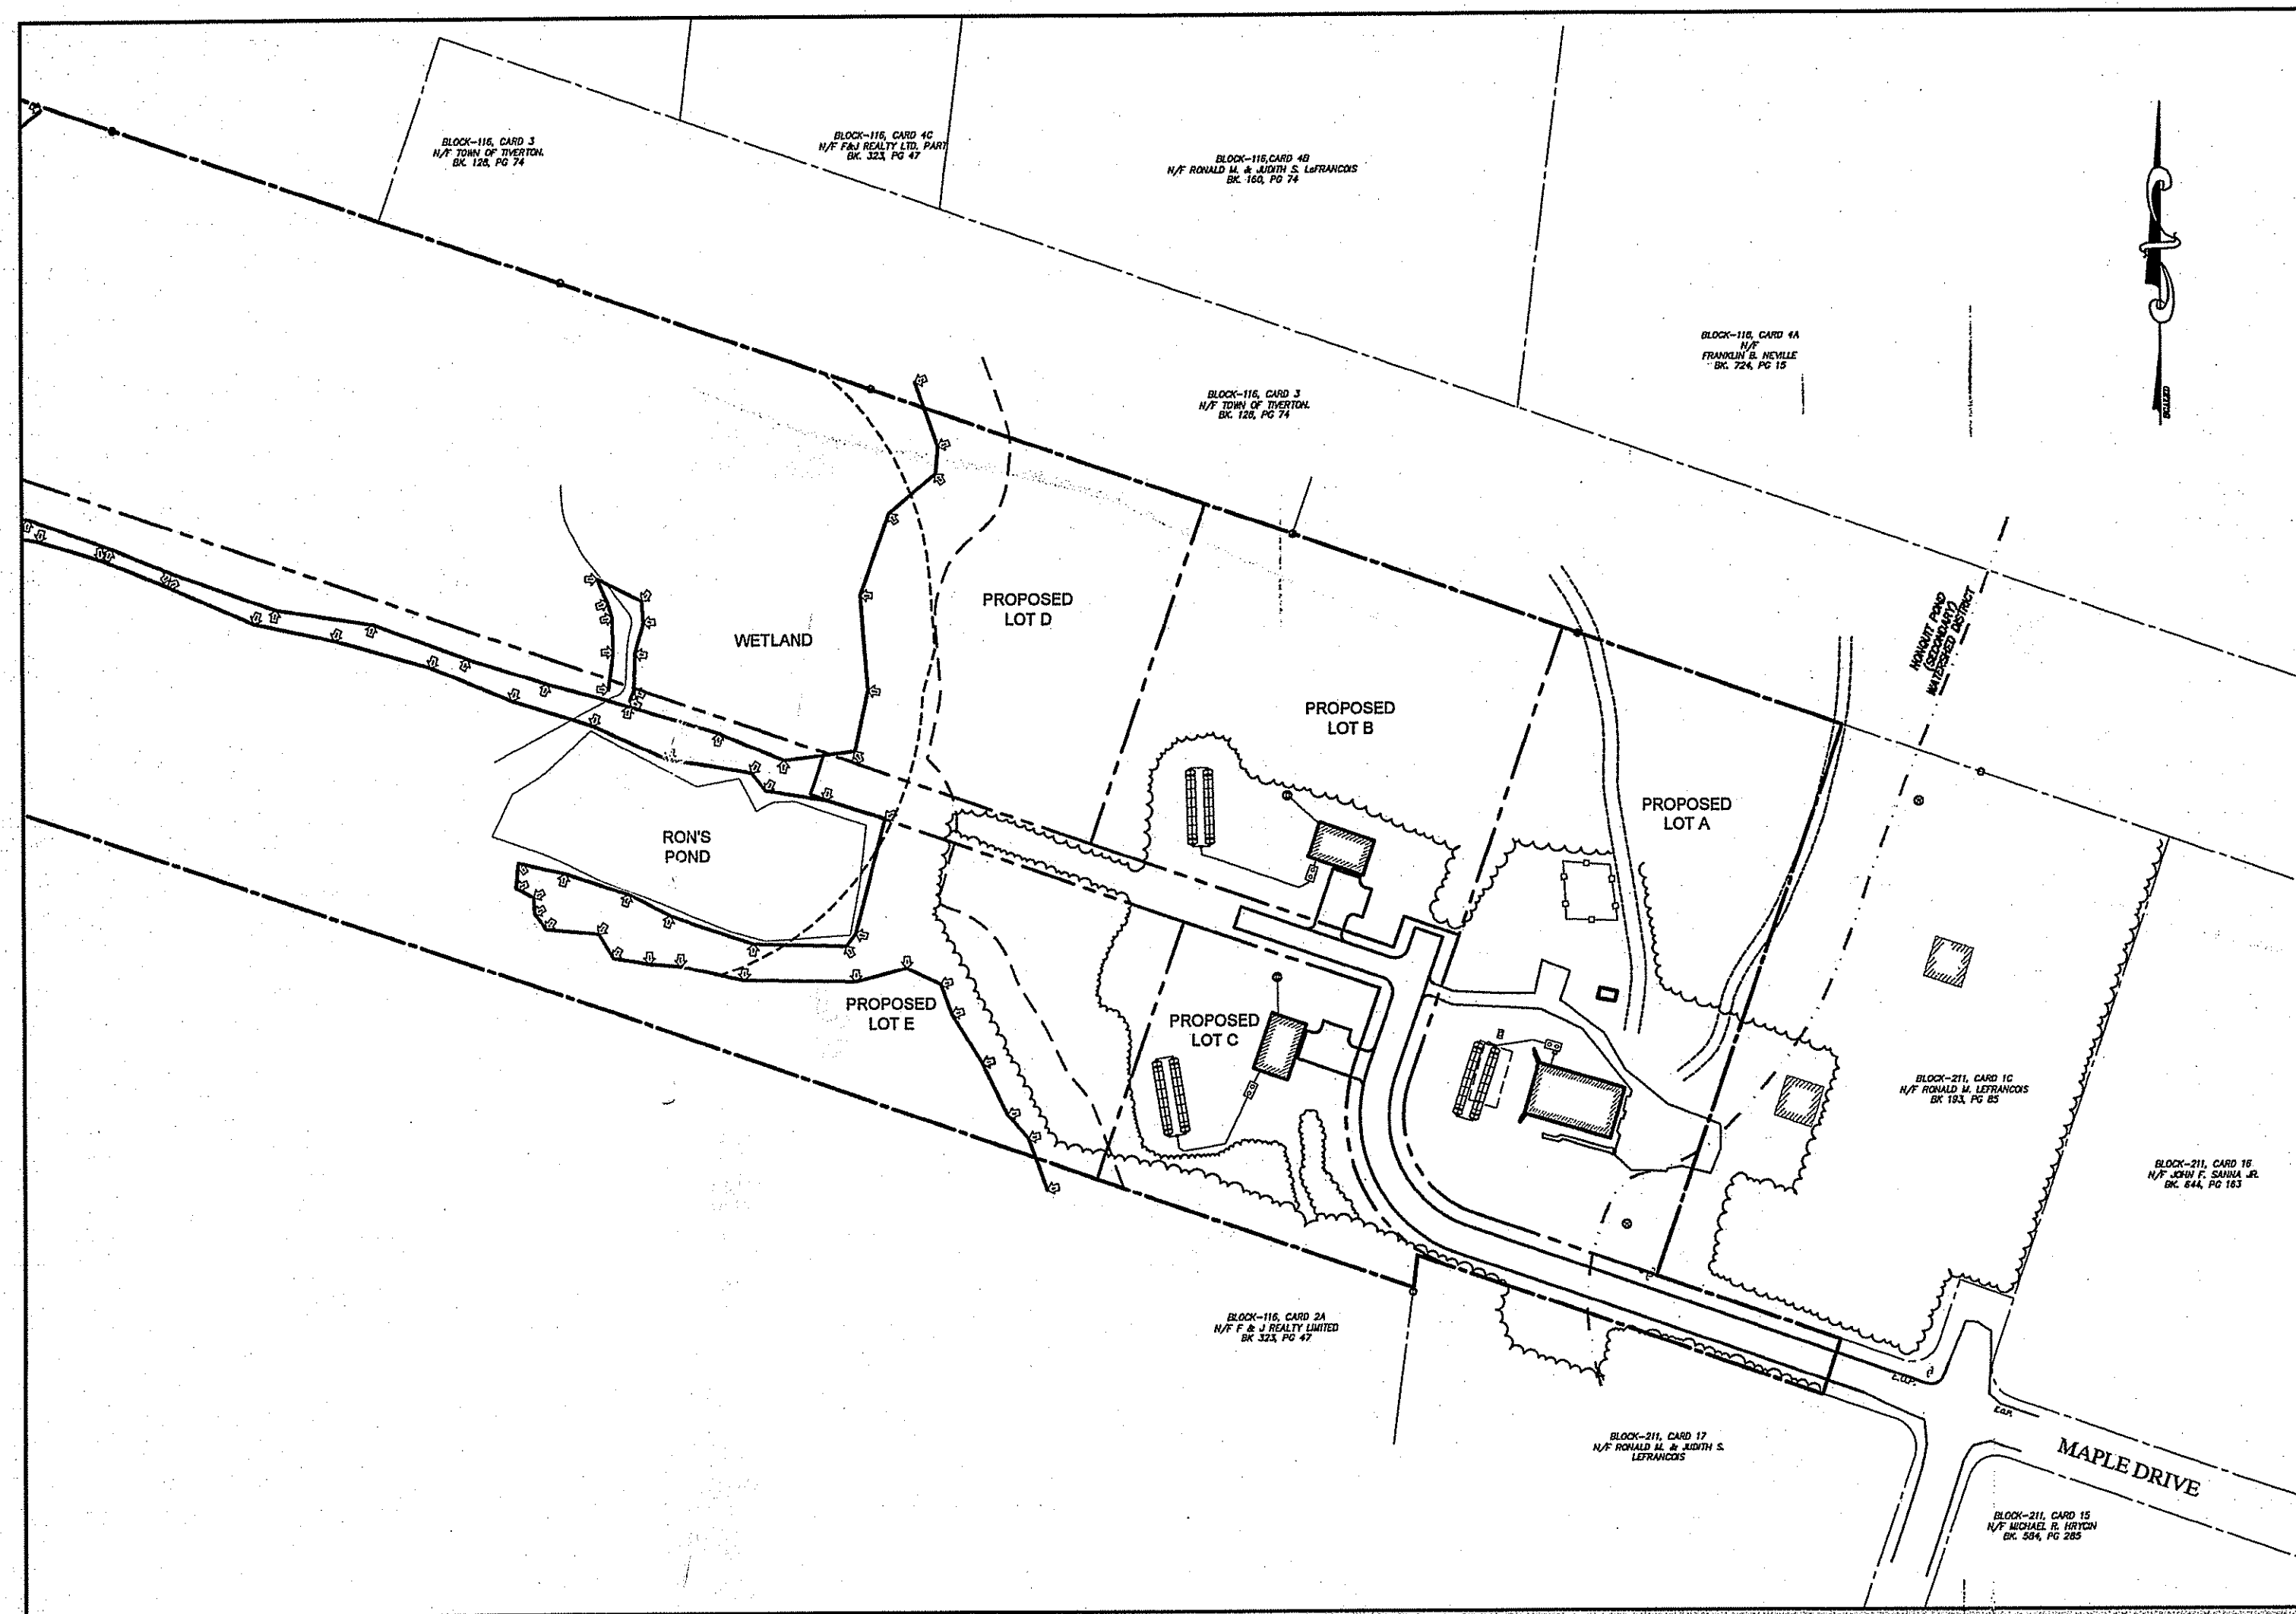 BLOCK-116, CARD 3
N/F TOWN OF TIVERTON.
BK. 128, PG 74
BLOCK-116, CARD 4C
N/F F&J REALTY LTD. PART
BK. 323, PG 47
BLOCK-116,CARD 4B
N/F RONALD M. & JUDITH S. LeFRANCOIS
BK. 160, PG 74
BLOCK-116, CARD 4A
N/F
FRANKLIN B. NEVILLE
BK. 724, PG 15
BLOCK-116, CARD 3
N/F TOWN OF TIVERTON.
BK. 128, PG 74
NONQUIT POND
(SECONDARY)
WATERSHED DISTRICT
PROPOSED
LOT D
WETLAND
PROPOSED
LOT B
PROPOSED
LOT A
RON'S
POND
PROPOSED
LOT E
PROPOSED
LOT C
BLOCK-211, CARD 1C
N/F RONALD M. LEFRANCOIS
BK 193, PG 85
BLOCK-211, CARD 16
N/F JOHN F. SANNA JR.
BK. 644, PG 163
BLOCK-116, CARD 2A
N/F F & J REALTY LIMITED
BK 323, PG 47
E.O.P.
E.O.P.
BLOCK-211, CARD 17
N/F RONALD M. & JUDITH S.
LEFRANCOIS
MAPLE DRIVE
BLOCK-211, CARD 15
N/F MICHAEL R. HRYCIN
BK. 584, PG 285